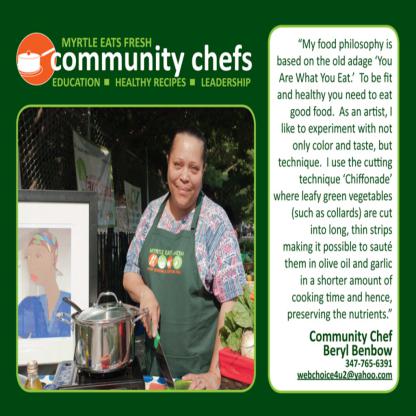 MYRTLE EATS FRESH
community chefs
EDUCATION ■ HEALTHY RECIPES ■ LEADERSHIP
"My food philosophy is
based on the old adage 'You
Are What You Eat.' To be fit
and healthy you need to eat
good food. As an artist, I
like to experiment with not
only color and taste, but
technique. I use the cutting
technique 'Chiffonade'
where leafy green vegetables
(such as collards) are cut
into long, thin strips
making it possible to sauté
them in olive oil and garlic
in a shorter amount of
cooking time and hence,
preserving the nutrients."
Community Chef
Beryl Benbow
347-765-6391
webchoice4u2@yahoo.com
MYRTLE EATS FRESH